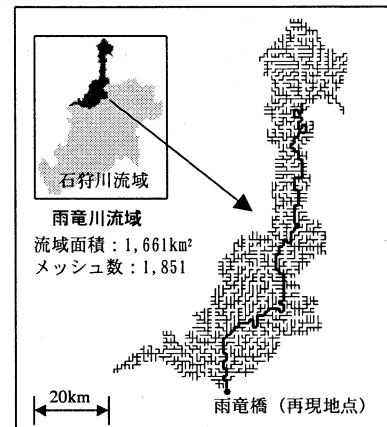 石狩川流域
雨竜川流域
流域面積：1,661km²
メッシュ数：1,851
20km
雨竜橋（再現地点）